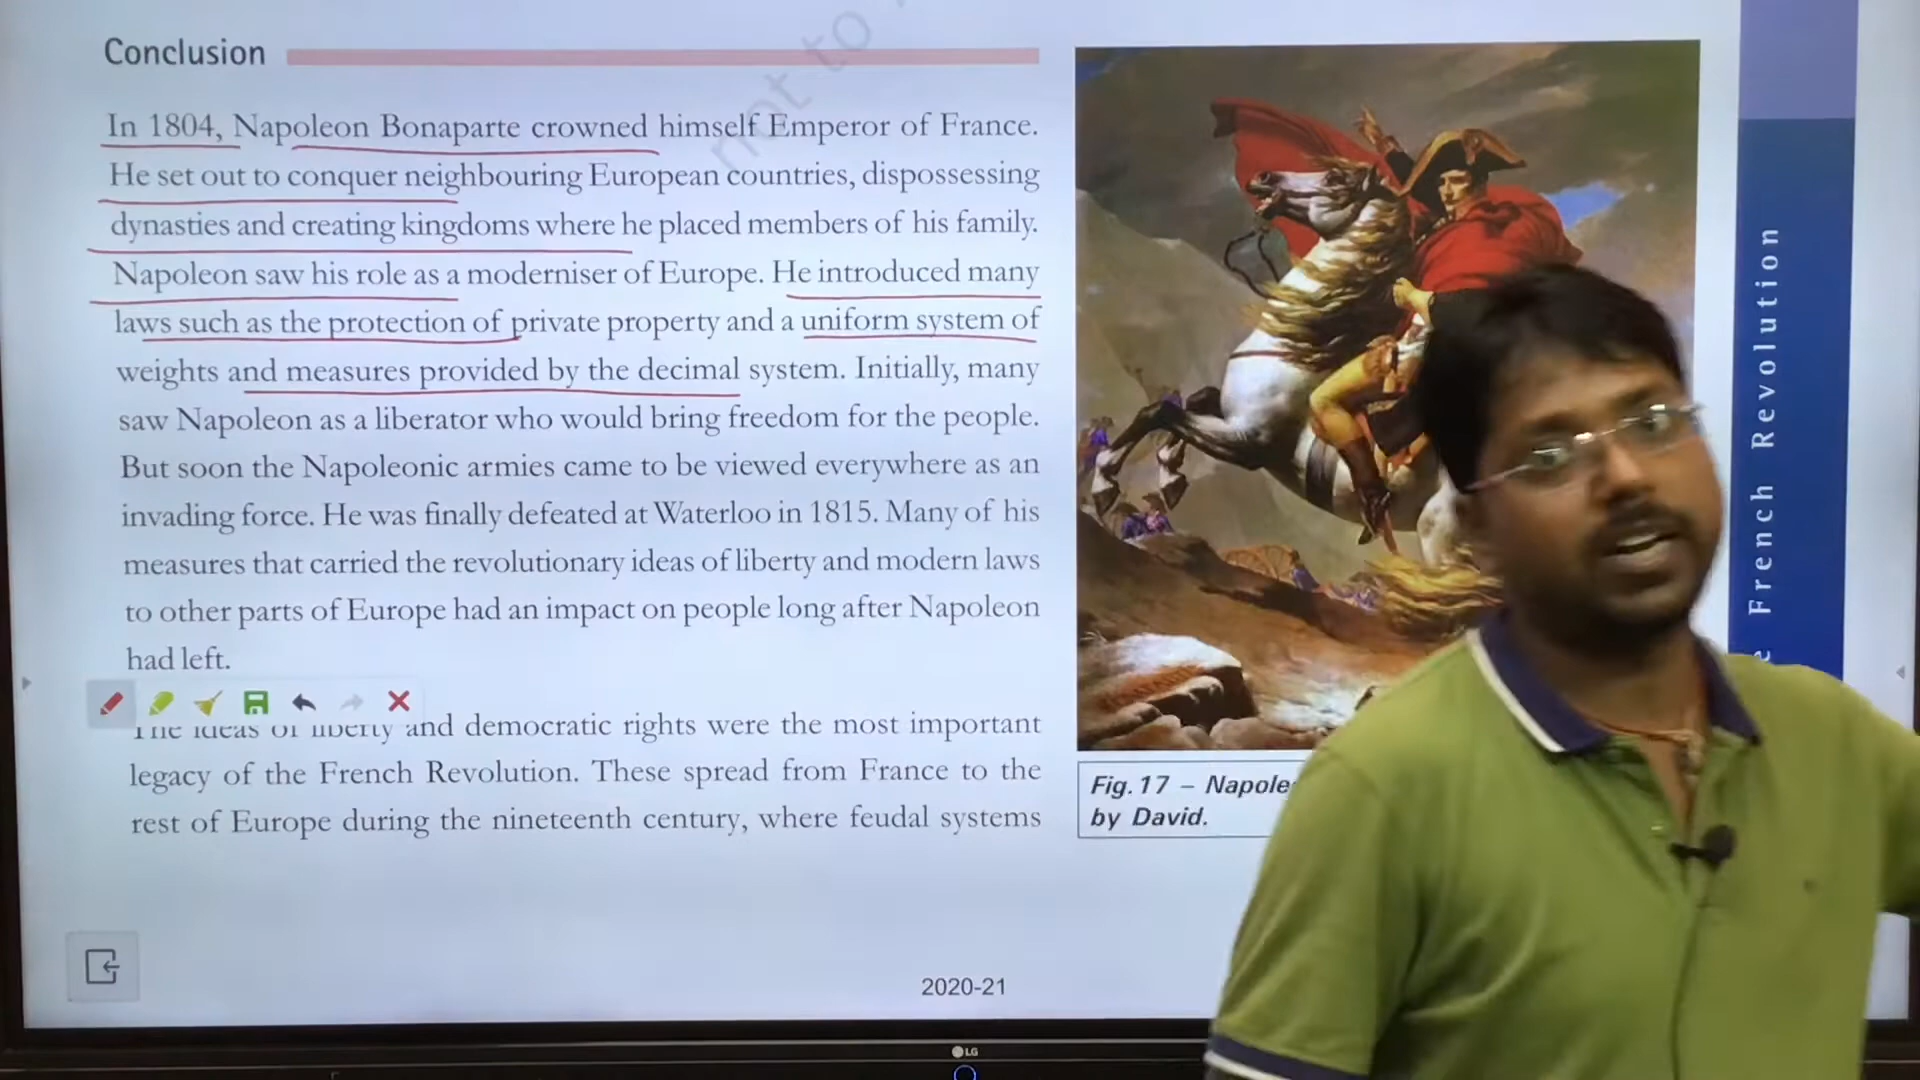 not to
Conclusion
In 1804, Napoleon Bonaparte crowned himself Emperor of France.
He set out to conquer neighbouring European countries, dispossessing
dynasties and creating kingdoms where he placed members of his family.
Napoleon saw his role as a moderniser of Europe. He introduced many
laws such as the protection of private property and a uniform system of
weights and measures provided by the decimal system. Initially, many
saw Napoleon as a liberator who would bring freedom for the people.
But soon the Napoleonic armies came to be viewed everywhere as an
invading force. He was finally defeated at Waterloo in 1815. Many of his
measures that carried the revolutionary ideas of liberty and modern laws
to other parts of Europe had an impact on people long after Napoleon
had left.
The ideas of liberty and democratic rights were the most important
legacy of the French Revolution. These spread from France to the
rest of Europe during the nineteenth century, where feudal systems
Fig.17 – Napole
by David.
French Revolution
2020-21
LG